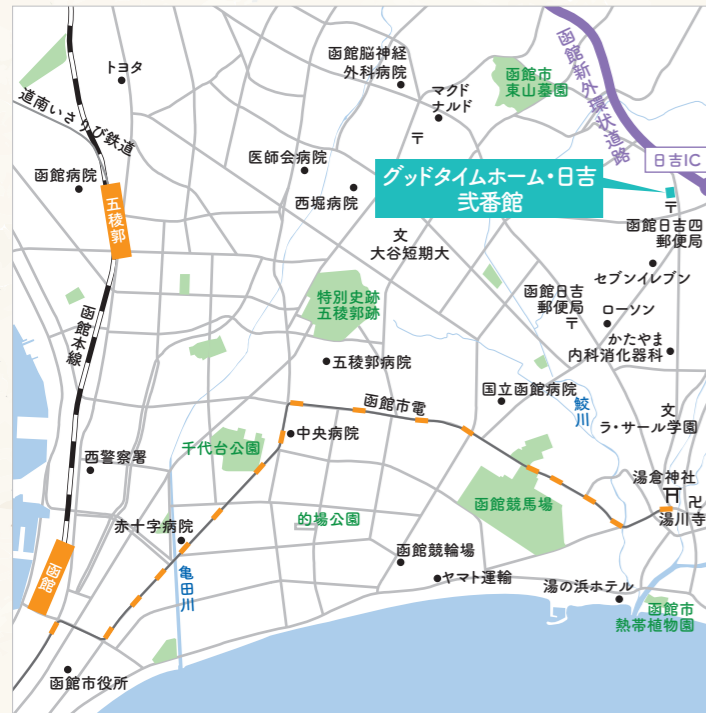 トヨタ
函館脳神経
外科病院
マクド
ナルド
函館市
東山墓園
函館新外環状道路
日吉IC
道南いさりび鉄道
函館病院
五稜郭
医師会病院
西堀病院
〒
グッドタイムホーム・日吉
弐番館
〒
函館日吉四
郵便局
文
大谷短期大
セブンイレブン
函館日吉
郵便局
〒
ローソン
かたやま
内科消化器科
特別史跡
五稜郭跡
函館本線
五稜郭病院
函館市電
国立函館病院
鮫川
文
ラ・サール学園
中央病院
千代台公園
西警察署
函館競馬場
湯倉神社
卍
湯川寺
的場公園
赤十字病院
函館
亀田川
函館競輪場
ヤマト運輸
湯の浜ホテル
函館市
熱帯植物園
函館市役所